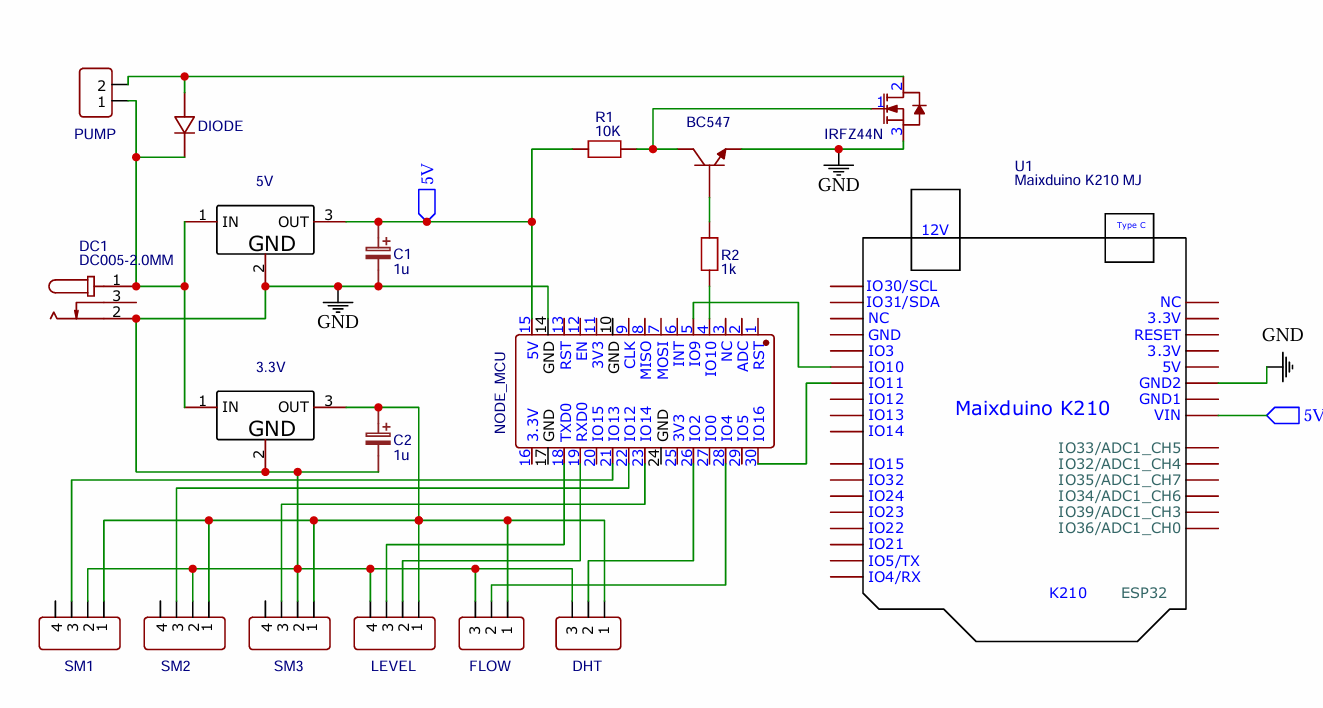 2
1
PUMP
DIODE
R1
10K
BC547
1
2
3
IRFZ44N
GND
5V
1
IN
OUT
3
GND
2
5V
C1
1u
DC1
DC005-2.0MM
1
3
2
GND
R2
1k
3.3V
1
IN
OUT
3
GND
2
C2
1u
NODE_MCU
15
14
13
12
11
10
9
8
7
6
5
4
3
2
1
5V
GND
RST
EN
3V3
GND
CLK
MISO
MOSI
INT
IO9
IO10
NC
ADC
RST
3.3V
GND
TXD0
RXD0
IO15
IO13
IO12
IO14
GND
3V3
IO2
IO0
IO4
IO5
IO16
16
17
18
19
20
21
22
23
24
25
26
27
28
29
30
U1
Maixduino K210 MJ
12V
Type C
IO30/SCL
IO31/SDA
NC
GND
IO3
IO10
IO11
IO12
IO13
IO14
IO15
IO32
IO24
IO23
IO22
IO21
IO5/TX
IO4/RX
Maixduino K210
NC
3.3V
RESET
3.3V
5V
GND2
GND1
VIN
IO33/ADC1_CH5
IO32/ADC1_CH4
IO35/ADC1_CH7
IO34/ADC1_CH6
IO39/ADC1_CH3
IO36/ADC1_CH0
K210
ESP32
GND
5V
4
3
2
1
SM1
4
3
2
1
SM2
4
3
2
1
SM3
4
3
2
1
LEVEL
3
2
1
FLOW
3
2
1
DHT